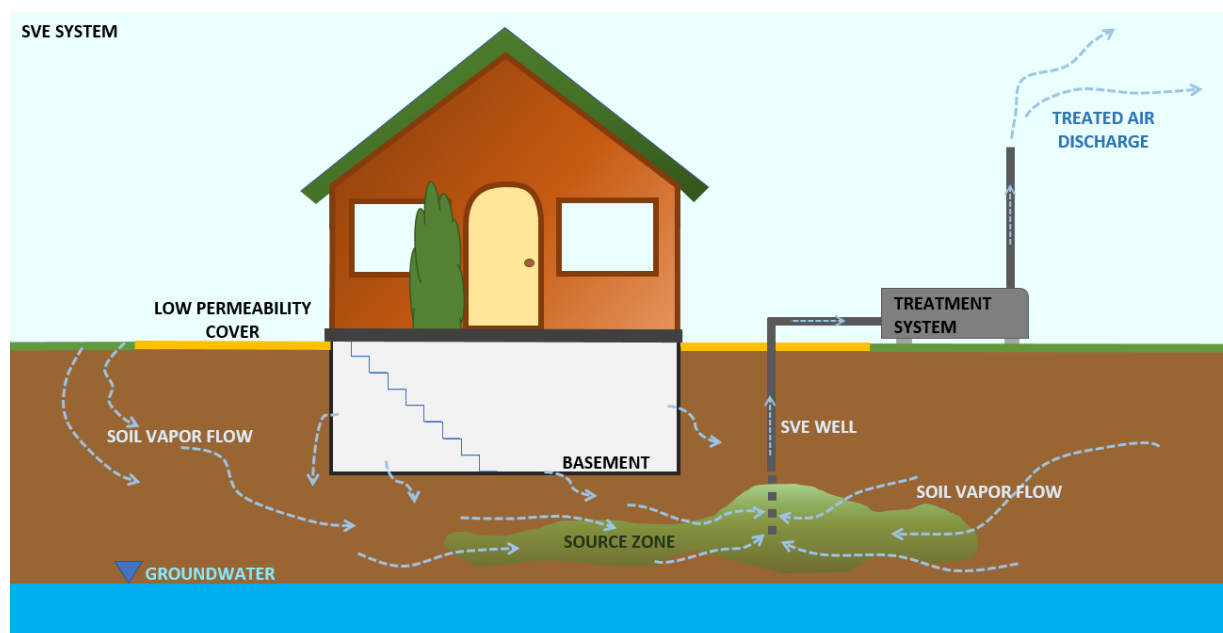 SVE SYSTEM
TREATED AIR
DISCHARGE
LOW PERMEABILITY
COVER
TREATMENT
SYSTEM
SOIL VAPOR FLOW
SVE WELL
BASEMENT
SOIL VAPOR FLOW
SOURCE ZONE
GROUNDWATER